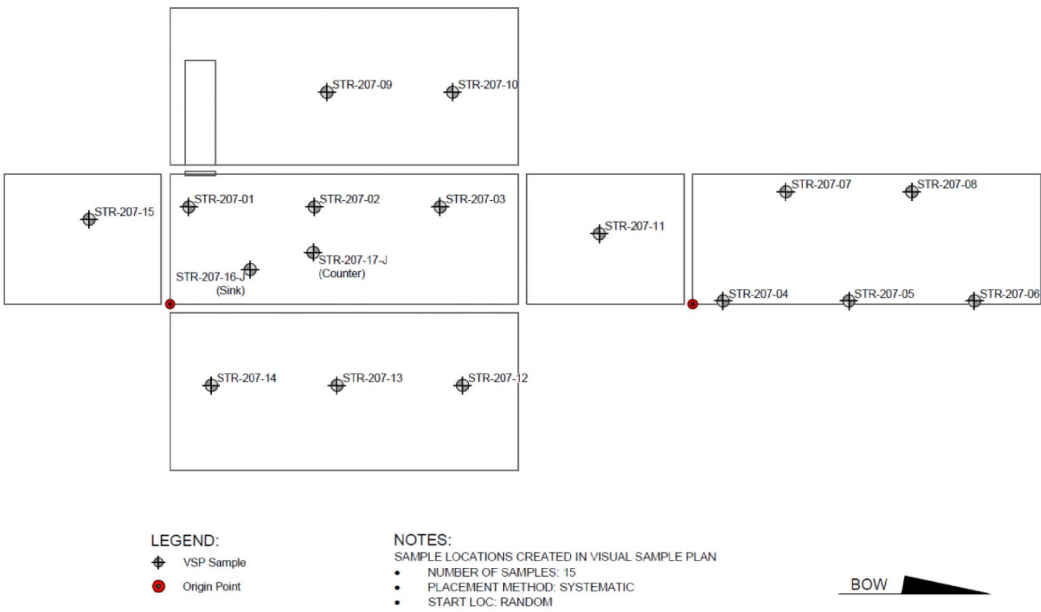 STR-207-09
STR-207-10
STR-207-15
STR-207-01
STR-207-02
STR-207-03
STR-207-11
STR-207-07
STR-207-08
STR-207-16-J
(Sink)
STR-207-17-J
(Counter)
STR-207-04
STR-207-05
STR-207-06
STR-207-14
STR-207-13
STR-207-12
LEGEND:
VSP Sample
Origin Point
NOTES:
SAMPLE LOCATIONS CREATED IN VISUAL SAMPLE PLAN
• NUMBER OF SAMPLES: 15
• PLACEMENT METHOD: SYSTEMATIC
• START LOC: RANDOM
BOW